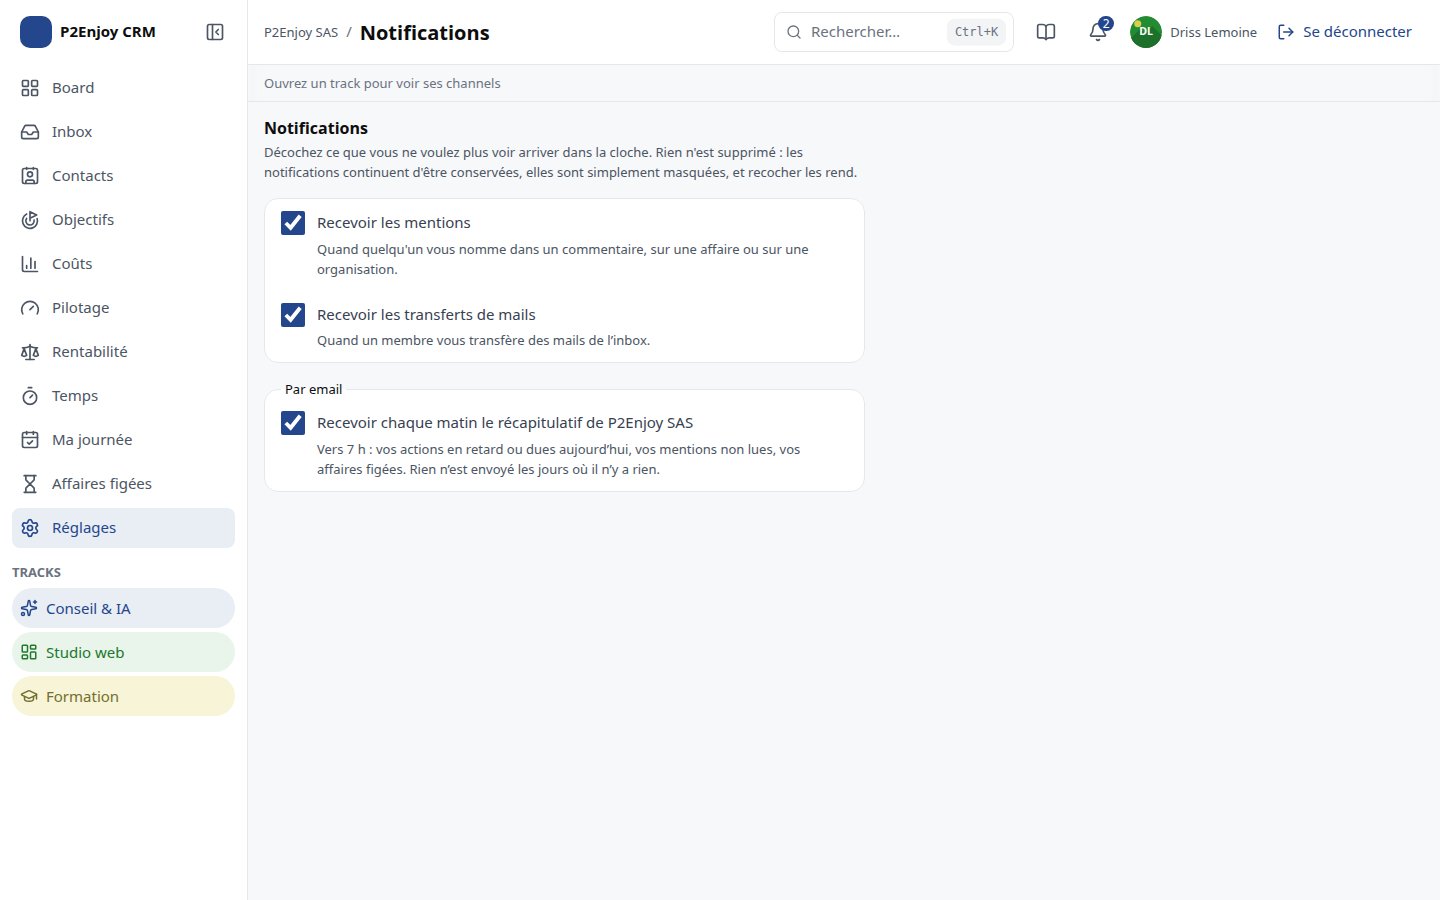 P2Enjoy CRM
Board
Inbox
Contacts
Objectifs
Coûts
Pilotage
Rentabilité
Temps
Ma journée
Affaires figées
Réglages
TRACKS
Conseil & IA
Studio web
Formation
P2Enjoy SAS / Notifications
Rechercher...
Ctrl+K
2
DL
Driss Lemoine
Se déconnecter
Ouvrez un track pour voir ses channels
Notifications
Décochez ce que vous ne voulez plus voir arriver dans la cloche. Rien n'est supprimé : les
notifications continuent d'être conservées, elles sont simplement masquées, et recocher les rend.
Recevoir les mentions
Quand quelqu'un vous nomme dans un commentaire, sur une affaire ou sur une
organisation.
Recevoir les transferts de mails
Quand un membre vous transfère des mails de l’inbox.
Par email
Recevoir chaque matin le récapitulatif de P2Enjoy SAS
Vers 7 h : vos actions en retard ou dues aujourd’hui, vos mentions non lues, vos
affaires figées. Rien n’est envoyé les jours où il n’y a rien.